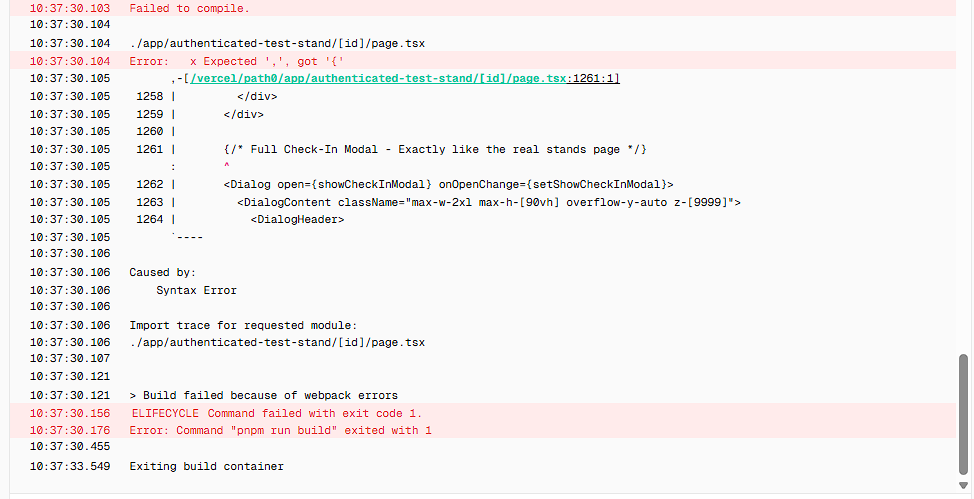 10:37:30.103 Failed to compile.
10:37:30.104
10:37:30.104 ./app/authenticated-test-stand/[id]/page.tsx
10:37:30.104 Error:   x Expected ',', got '{'
10:37:30.105       ,-[/vercel/path0/app/authenticated-test-stand/[id]/page.tsx:1261:1]
10:37:30.105  1258 |         </div>
10:37:30.105  1259 |       </div>
10:37:30.105  1260 |
10:37:30.105  1261 |       {/* Full Check-In Modal - Exactly like the real stands page */}
10:37:30.105       :       ^
10:37:30.105  1262 |       <Dialog open={showCheckInModal} onOpenChange={setShowCheckInModal}>
10:37:30.105  1263 |         <DialogContent className="max-w-2xl max-h-[90vh] overflow-y-auto z-[9999]">
10:37:30.105  1264 |           <DialogHeader>
10:37:30.105       `----
10:37:30.106
10:37:30.106 Caused by:
10:37:30.106     Syntax Error
10:37:30.106
10:37:30.106 Import trace for requested module:
10:37:30.106 ./app/authenticated-test-stand/[id]/page.tsx
10:37:30.107
10:37:30.121
10:37:30.121 > Build failed because of webpack errors
10:37:30.156 ELIFECYCLE Command failed with exit code 1.
10:37:30.176 Error: Command "pnpm run build" exited with 1
10:37:30.455
10:37:33.549 Exiting build container